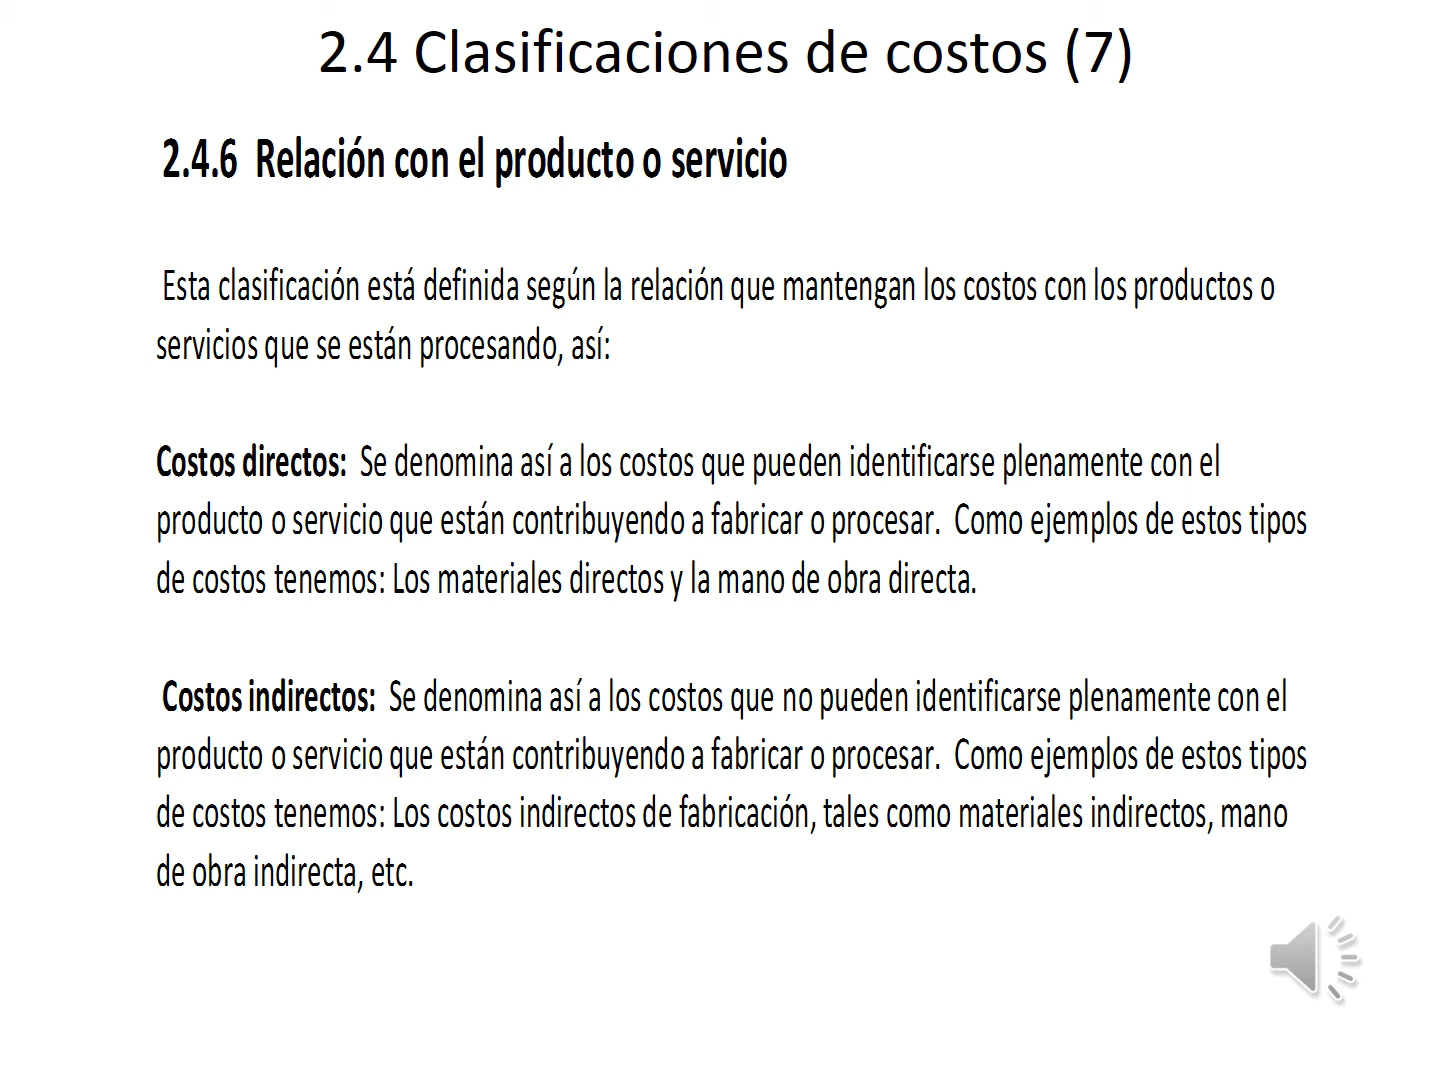 2.4 Clasificaciones de costos (7)
2.4.6 Relación con el producto o servicio
Esta clasificación está definida según la relación que mantengan los costos con los productos o
servicios que se están procesando, así:
Costos directos: Se denomina así a los costos que pueden identificarse plenamente con el
producto o servicio que están contribuyendo a fabricar o procesar. Como ejemplos de estos tipos
de costos tenemos: Los materiales directos y la mano de obra directa.
Costos indirectos: Se denomina así a los costos que no pueden identificarse plenamente con el
producto o servicio que están contribuyendo a fabricar o procesar. Como ejemplos de estos tipos
de costos tenemos: Los costos indirectos de fabricación, tales como materiales indirectos, mano
de obra indirecta, etc.